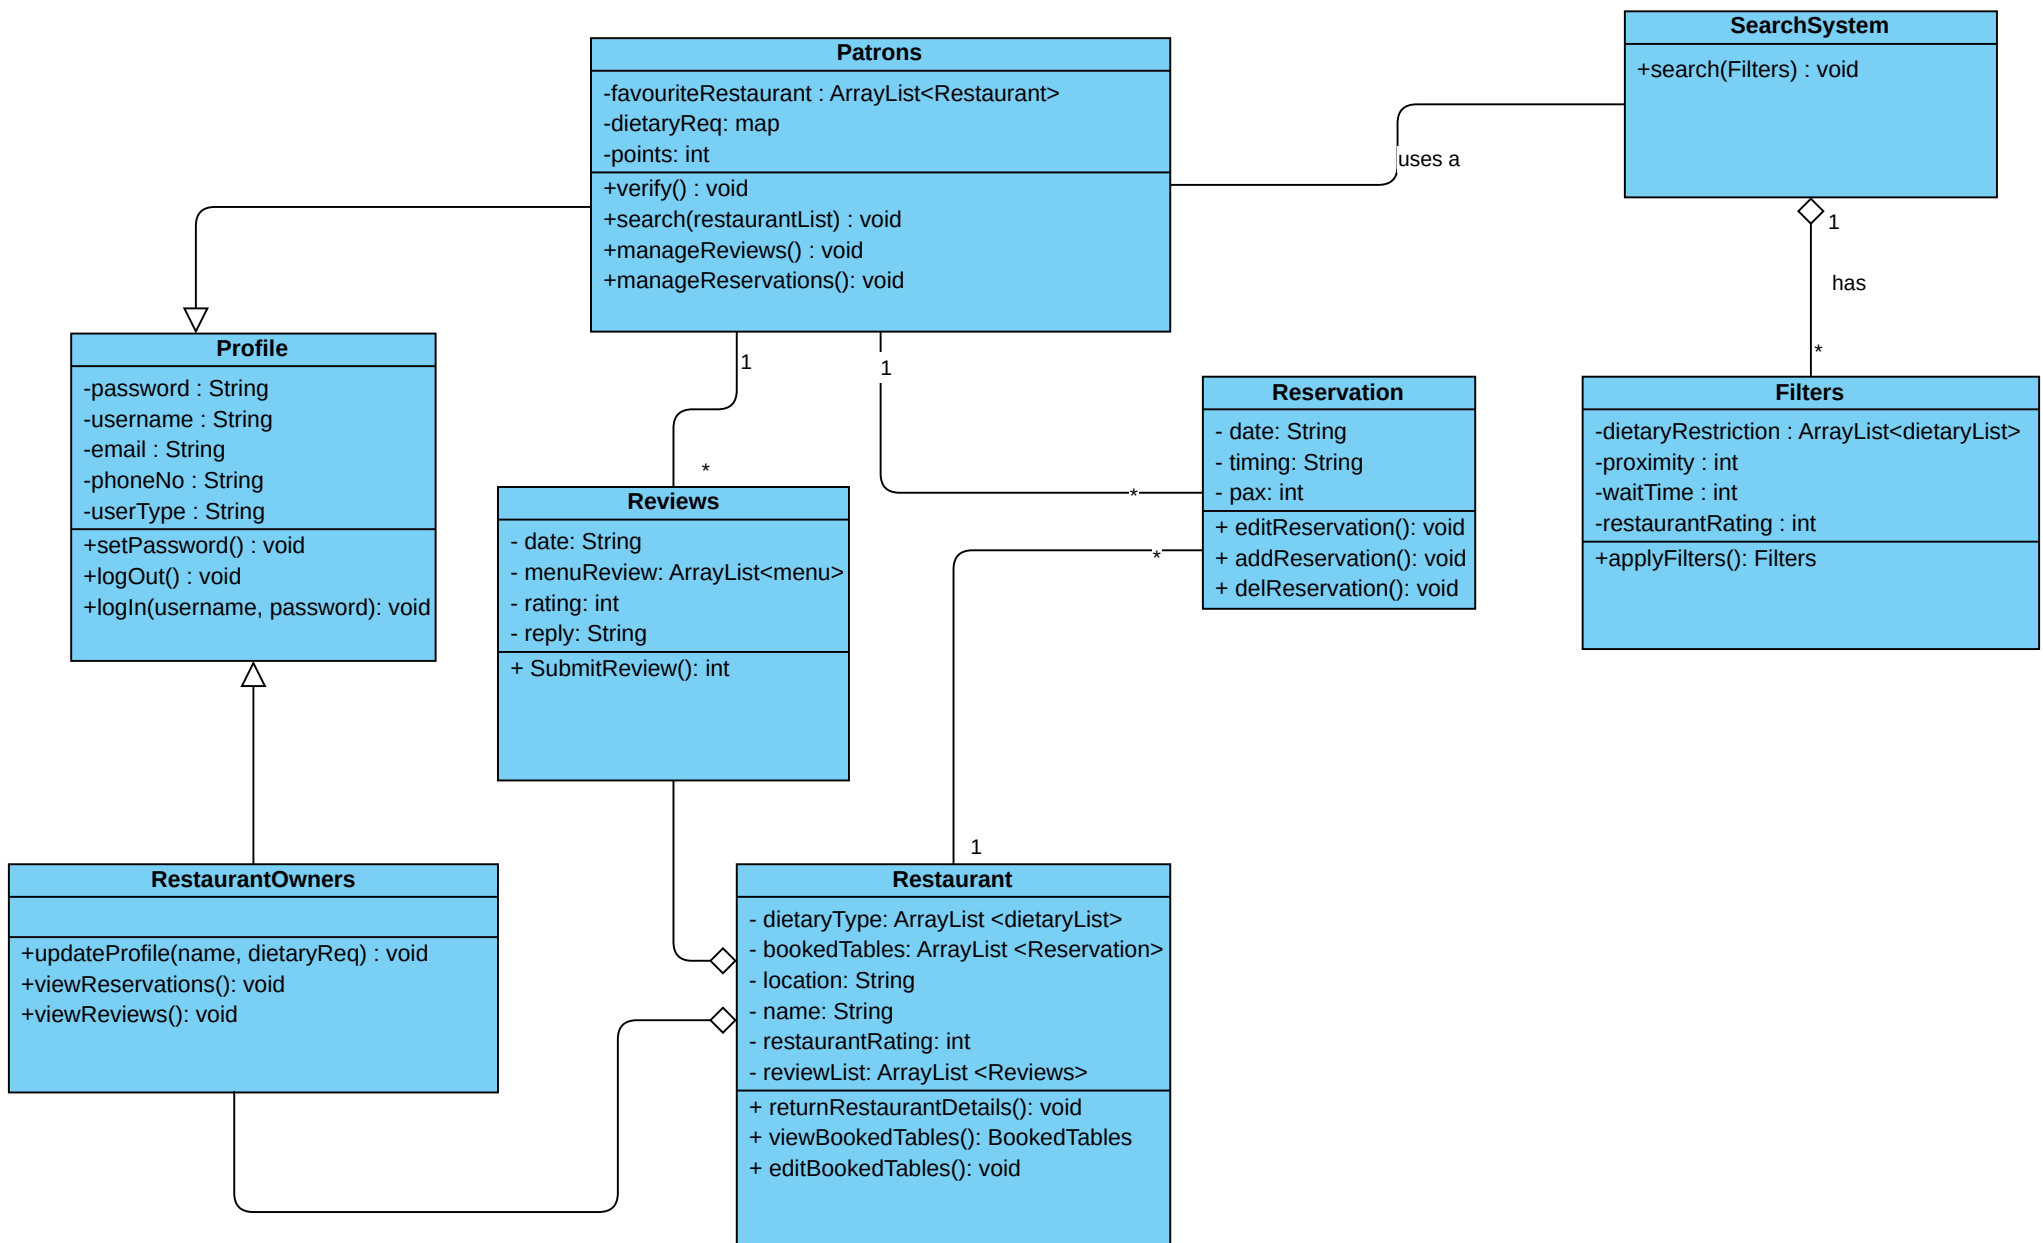 SearchSystem
+search(Filters) : void
Patrons
-favouriteRestaurant : ArrayList<Restaurant>
-dietaryReq: map
-points: int
+verify() : void
+search(restaurantList) : void
+manageReviews() : void
+manageReservations(): void
uses a
1
has
*
Profile
-password : String
-username : String
-email : String
-phoneNo : String
-userType : String
+setPassword() : void
+logOut() : void
+logIn(username, password): void
1
*
1
*
Reviews
- date: String
- menuReview: ArrayList<menu>
- rating: int
- reply: String
+ SubmitReview(): int
Reservation
- date: String
- timing: String
- pax: int
+ editReservation(): void
+ addReservation(): void
+ delReservation(): void
Filters
-dietaryRestriction : ArrayList<dietaryList>
-proximity : int
-waitTime : int
-restaurantRating : int
+applyFilters(): Filters
*
1
RestaurantOwners
+updateProfile(name, dietaryReq) : void
+viewReservations(): void
+viewReviews(): void
Restaurant
- dietaryType: ArrayList <dietaryList>
- bookedTables: ArrayList <Reservation>
- location: String
- name: String
- restaurantRating: int
- reviewList: ArrayList <Reviews>
+ returnRestaurantDetails(): void
+ viewBookedTables(): BookedTables
+ editBookedTables(): void